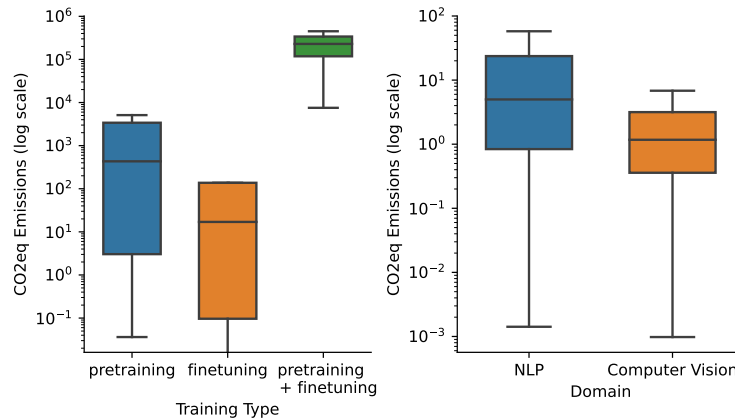 10^6
10^5
10^4
10^3
10^2
10^1
10^0
10^−1
CO2eq Emissions (log scale)
pretraining
finetuning
pretraining
+ finetuning
Training Type
10^2
10^1
10^0
10^−1
10^−2
10^−3
CO2eq Emissions (log scale)
NLP
Computer Vision
Domain